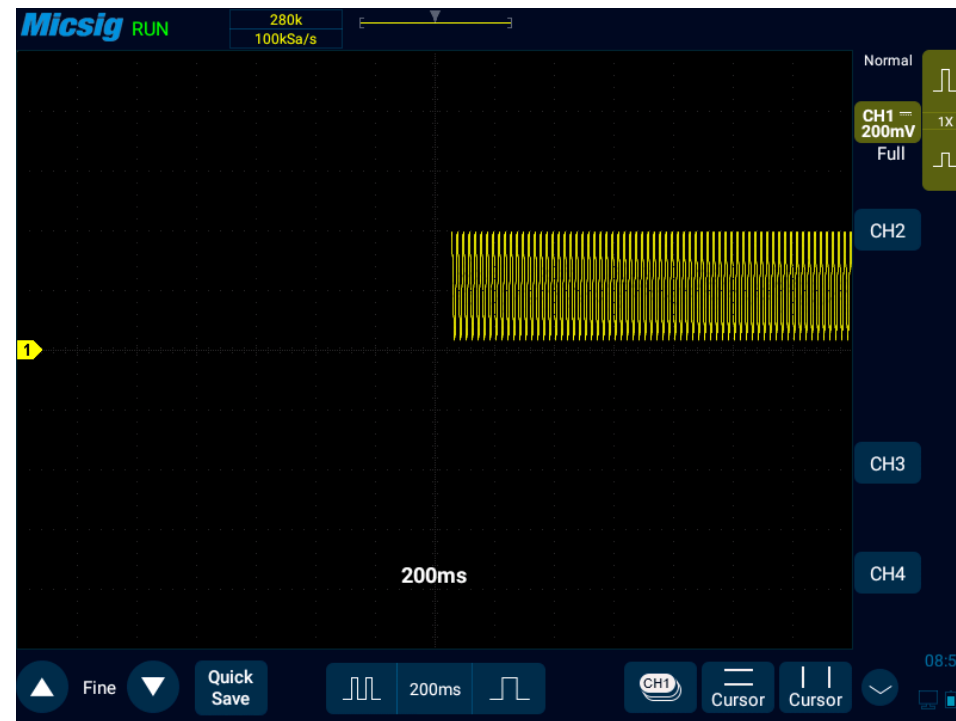 Micsig RUN
280k
100kSa/s
Normal
CH1
200mV
1X
Full
CH2
1
CH3
200ms
CH4
08:5
Fine
Quick
Save
200ms
CH1
Cursor
Cursor